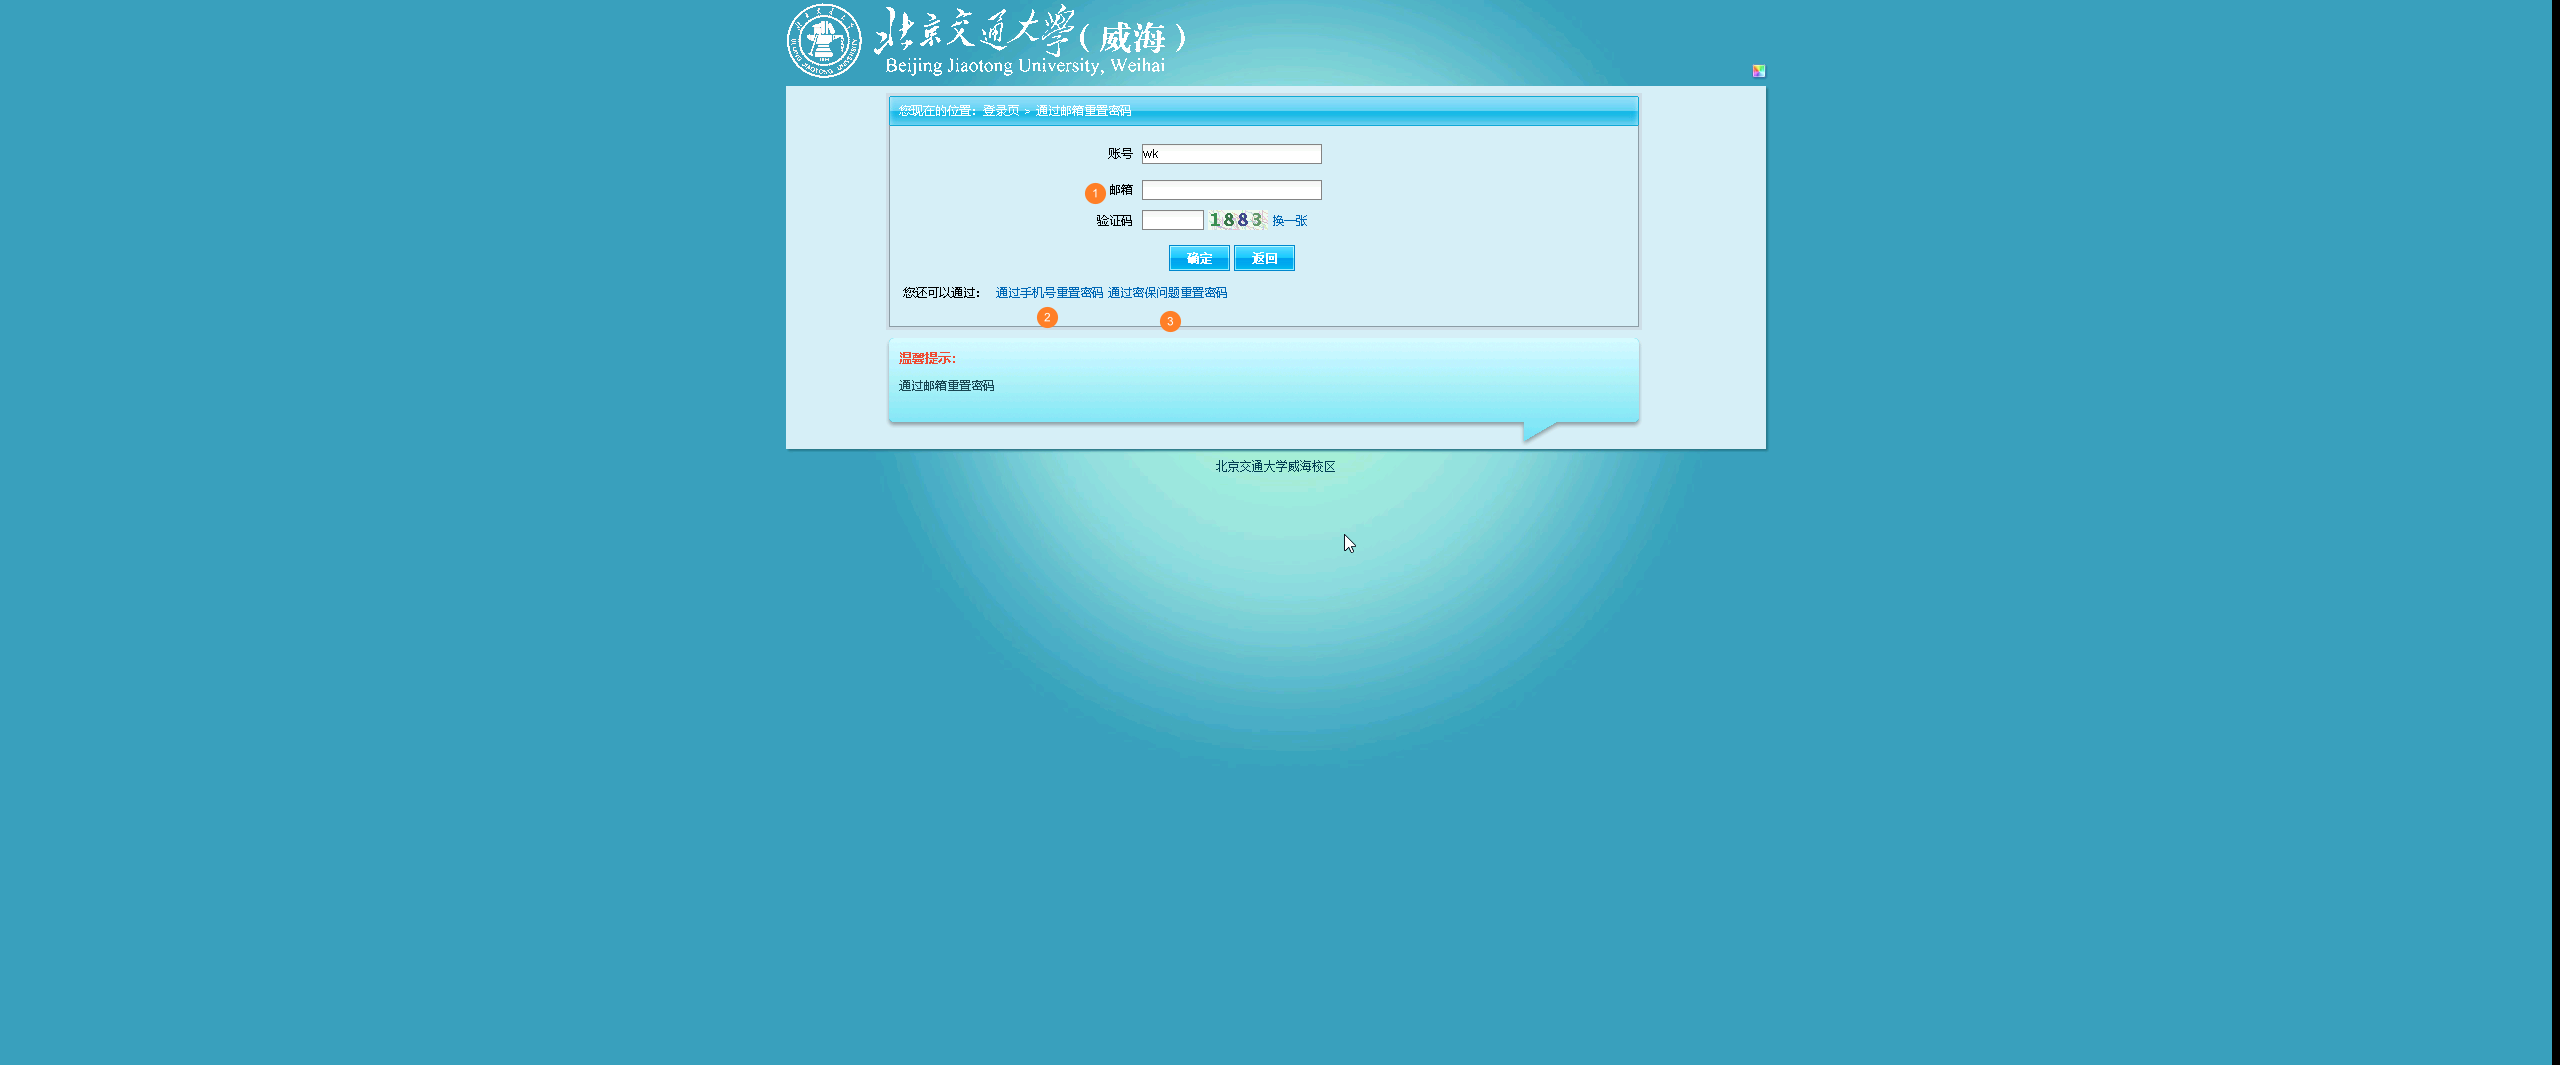 北京交通大学（威海）
Beijing Jiaotong University, Weihai
您现在的位置：登录页 > 通过邮箱重置密码
账号 wk
1 邮箱
验证码 1883 换一张
确定 返回
您还可以通过： 通过手机号重置密码 通过密保问题重置密码
2 3
温馨提示：
通过邮箱重置密码
北京交通大学威海校区